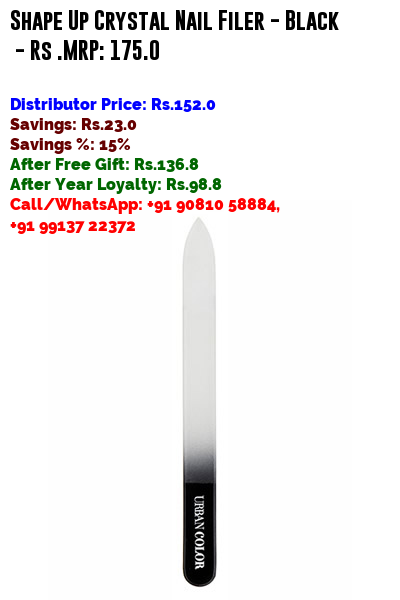 Shape Up Crystal Nail Filer - Black
- Rs .MRP: 175.0
Distributor Price: Rs.152.0
Savings: Rs.23.0
Savings %: 15%
After Free Gift: Rs.136.8
After Year Loyalty: Rs.98.8
Call/WhatsApp: +91 90810 58884,
+91 99137 22372
URBAN COLOR